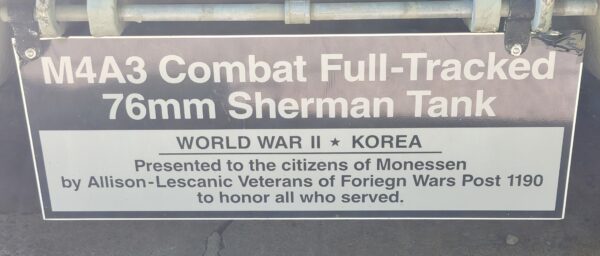 M4A3 Combat Full-Tracked
76mm Sherman Tank
WORLD WAR II ★ KOREA
Presented to the citizens of Monessen
by Allison-Lescanic Veterans of Foriegn Wars Post 1190
to honor all who served.